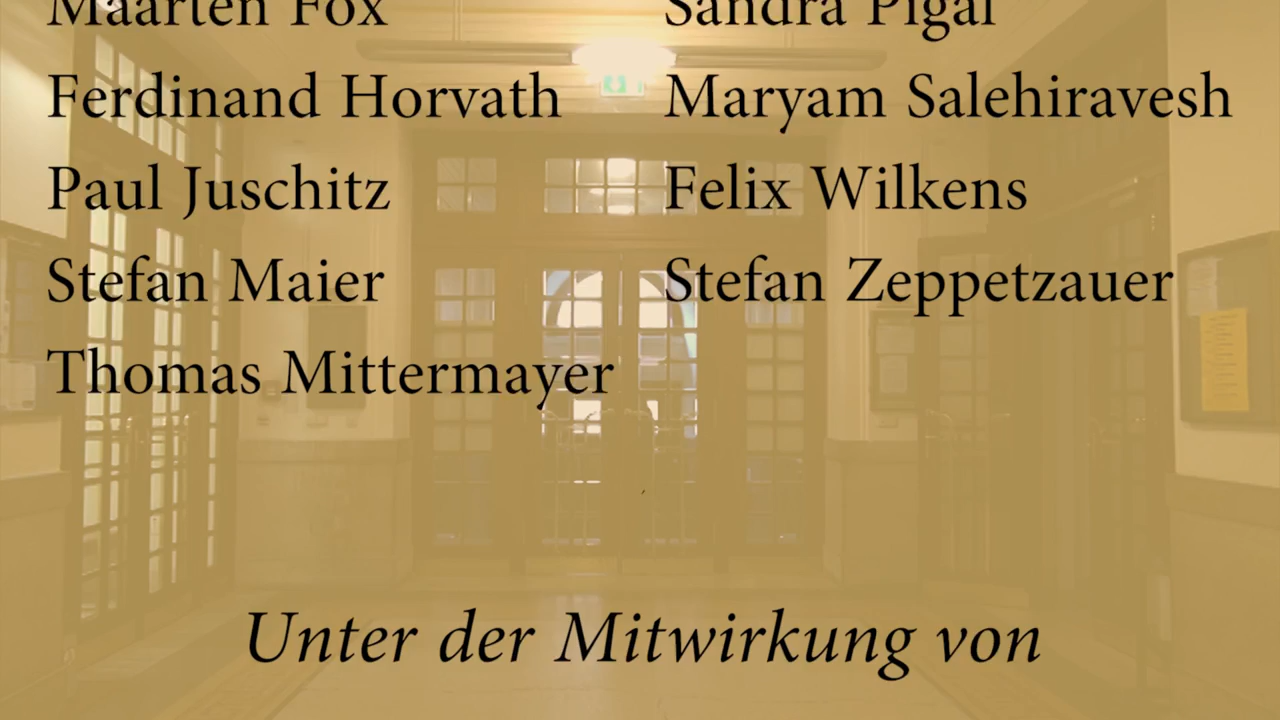 Maarten Fox
Sandra Pigal
Ferdinand Horvath
Maryam Salehiravesh
Paul Juschitz
Felix Wilkens
Stefan Maier
Stefan Zeppetzauer
Thomas Mittermayer
Unter der Mitwirkung von